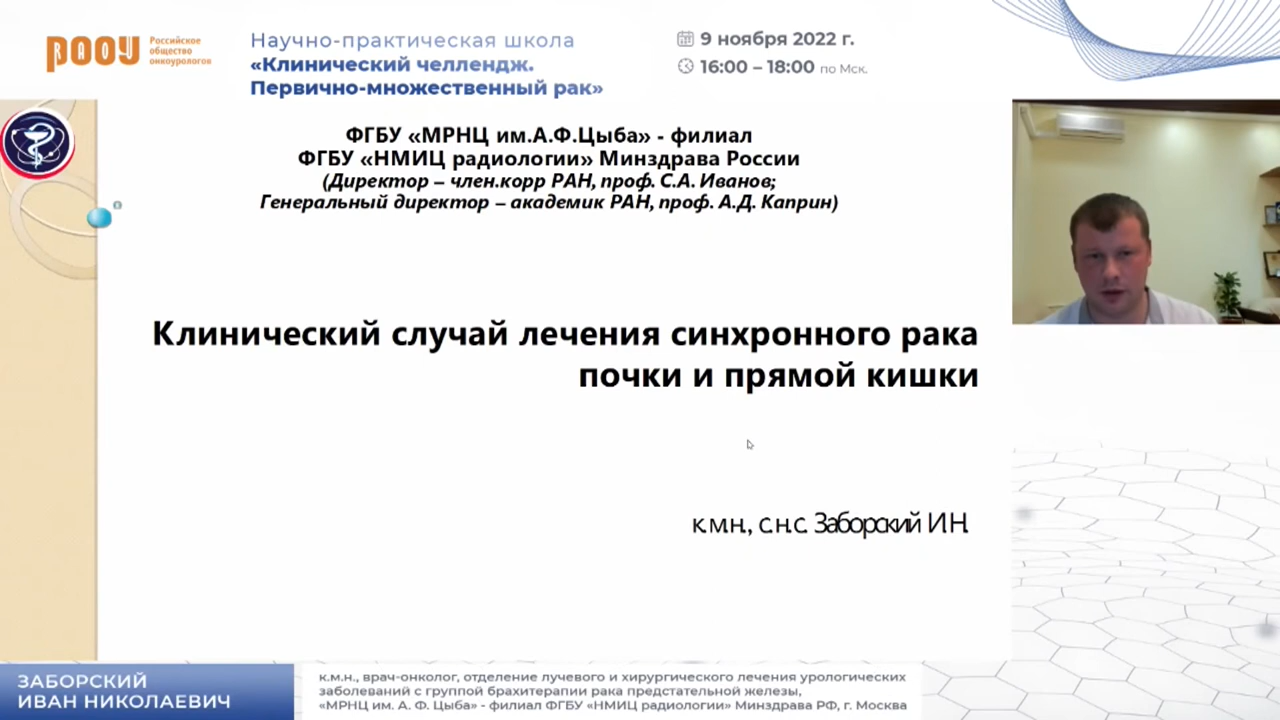 РАОУ
Российское
общество
онкоурологов
Научно-практическая школа
«Клинический челлендж.
Первично-множественный рак»
9 ноября 2022 г.
16:00 – 18:00 по Мск.
ФГБУ «МРНЦ им.А.Ф.Цыба» - филиал
ФГБУ «НМИЦ радиологии» Минздрава России
(Директор – член.корр РАН, проф. С.А. Иванов;
Генеральный директор – академик РАН, проф. А.Д. Каприн)
Клинический случай лечения синхронного рака
почки и прямой кишки
к.м.н., с.н.с. Заборский И.Н.
ЗАБОРСКИЙ
ИВАН НИКОЛАЕВИЧ
к.м.н., врач-онколог, отделение лучевого и хирургического лечения урологических
заболеваний с группой брахитерапии рака предстательной железы,
«МРНЦ им. А. Ф. Цыба» - филиал ФГБУ «НМИЦ радиологии» Минздрава РФ, г. Москва